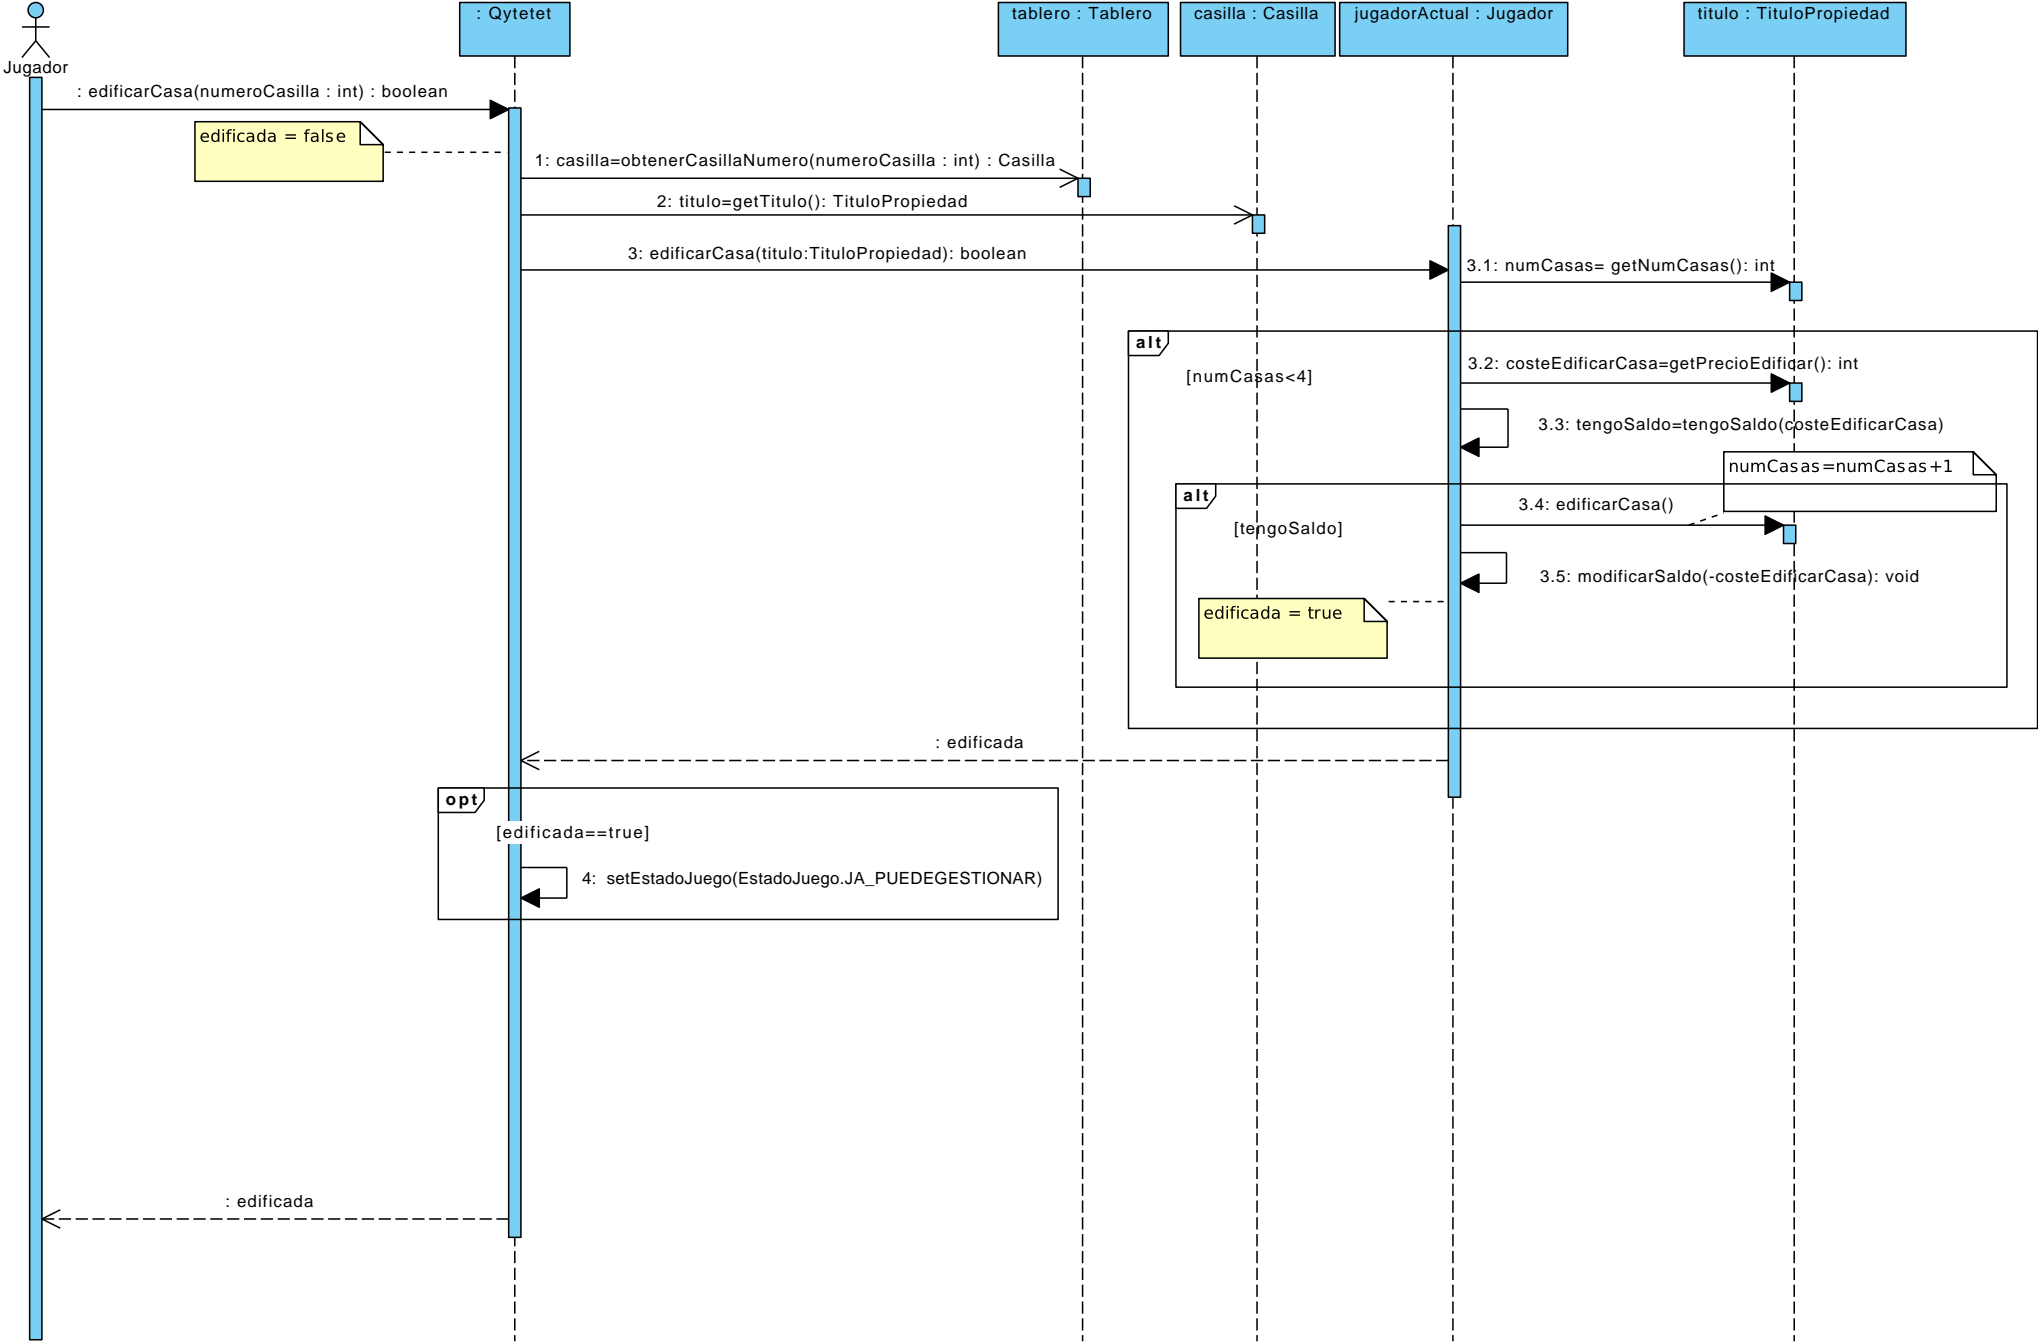 : Qytetet
tablero : Tablero
casilla : Casilla
jugadorActual : Jugador
titulo : TituloPropiedad
Jugador
: edificarCasa(numeroCasilla : int) : boolean
edificada = false
1: casilla=obtenerCasillaNumero(numeroCasilla : int) : Casilla
2: titulo=getTitulo(): TituloPropiedad
3: edificarCasa(titulo:TituloPropiedad): boolean
3.1: numCasas= getNumCasas(): int
alt
[numCasas<4]
3.2: costeEdificarCasa=getPrecioEdificar(): int
3.3: tengoSaldo=tengoSaldo(costeEdificarCasa)
numCasas=numCasas+1
alt
[tengoSaldo]
3.4: edificarCasa()
3.5: modificarSaldo(-costeEdificarCasa): void
edificada = true
: edificada
opt
[edificada==true]
4: setEstadoJuego(EstadoJuego.JA_PUEDEGESTIONAR)
: edificada